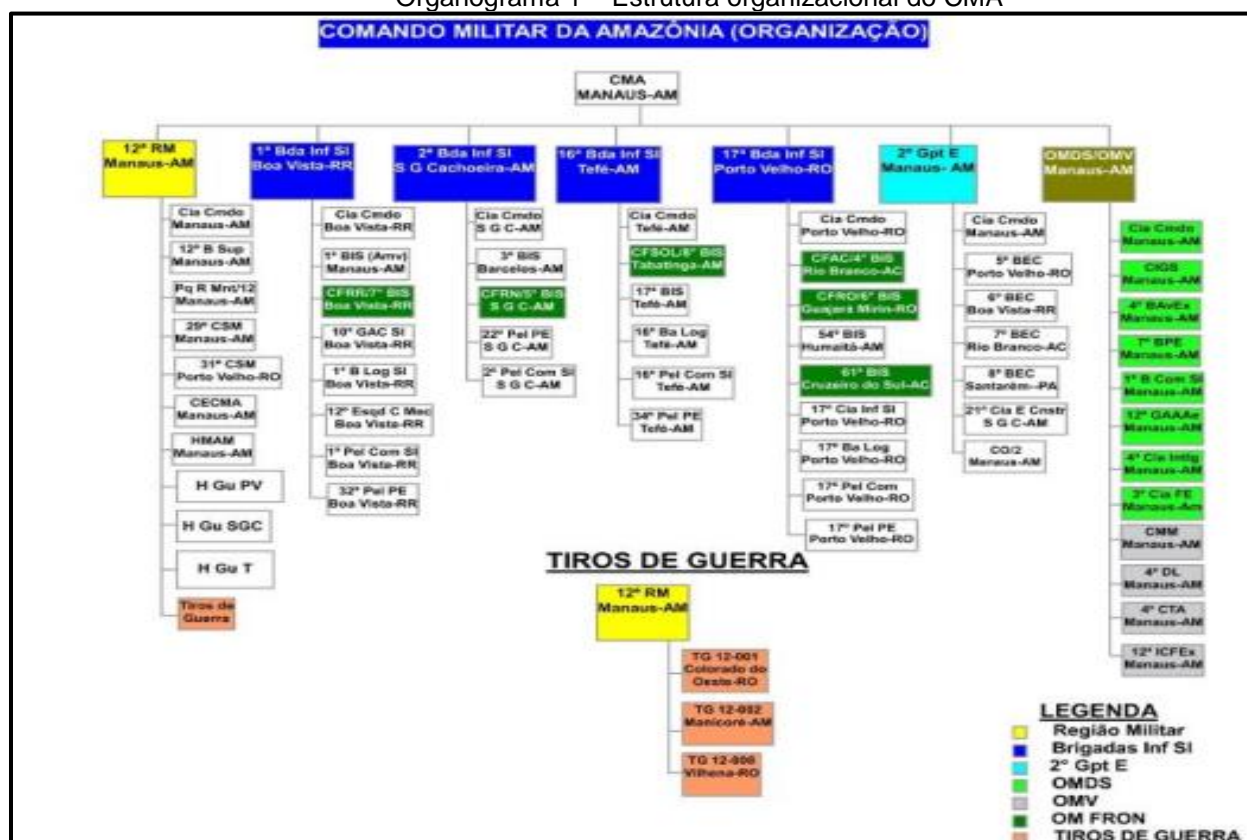 Organograma 1 – Estrutura organizacional do CMA
COMANDO MILITAR DA AMAZÔNIA (ORGANIZAÇÃO)
CMA
MANAUS-AM
12ª RM
Manaus-AM
Cia Cmdo
Manaus-AM
12º B Sup
Manaus-AM
Pq R Mnt/12
Manaus-AM
29ª CSM
Manaus-AM
31ª CSM
Porto Velho-RO
CECMA
Manaus-AM
HMAM
Manaus-AM
H Gu PV
H Gu SGC
H Gu T
Tiros de
Guerra
1ª Bda Inf Sl
Boa Vista-RR
Cia Cmdo
Boa Vista-RR
1º BIS (Amv)
Manaus-AM
CFRR/7º BIS
Boa Vista-RR
10º GAC Sl
Boa Vista-RR
1º B Log Sl
Boa Vista-RR
12º Esqd C Mec
Boa Vista-RR
1º Pel Com Sl
Boa Vista-RR
32º Pel PE
Boa Vista-RR
2ª Bda Inf Sl
S G Cachoeira-AM
Cia Cmdo
S G C-AM
3º BIS
Barcelos-AM
CFRN/5º BIS
S G C-AM
22º Pel PE
S G C-AM
2º Pel Com Sl
S G C-AM
16ª Bda Inf Sl
Tefé-AM
Cia Cmdo
Tefé-AM
CFSOL/8º BIS
Tabatinga-AM
17º BIS
Tefé-AM
16ª Ba Log
Tefé-AM
16º Pel Com Sl
Tefé-AM
34º Pel PE
Tefé-AM
17ª Bda Inf Sl
Porto Velho-RO
Cia Cmdo
Porto Velho-RO
CFAC/4º BIS
Rio Branco-AC
CFRO/6º BIS
Guajará Mirin-RO
54º BIS
Humaitá-AM
61º BIS
Cruzeiro do Sul-AC
17ª Cia Inf Sl
Porto Velho-RO
17ª Ba Log
Porto Velho-RO
17º Pel Com
Porto Velho-RO
17º Pel PE
Porto Velho-RO
2º Gpt E
Manaus- AM
Cia Cmdo
Manaus-AM
5º BEC
Porto Velho-RO
6º BEC
Boa Vista-RR
7º BEC
Rio Branco-AC
8º BEC
Santarém--PA
21ª Cia E Cnstr
S G C-AM
CO/2
Manaus-AM
OMDS/OMV
Manaus-AM
Cia Cmdo
Manaus-AM
CIGS
Manaus-AM
4º BAvEx
Manaus-AM
7º BPE
Manaus-AM
1º B Com Sl
Manaus-AM
12º GAAAe
Manaus-AM
4ª Cia Intlg
Manaus-AM
3ª Cia FE
Manaus-Am
CMM
Manaus-AM
4ª DL
Manaus-AM
4º CTA
Manaus-AM
12ª ICFEx
Manaus-AM
TIROS DE GUERRA
12ª RM
Manaus-AM
TG 12-001
Colorado do
Oeste-RO
TG 12-002
Manicoré-AM
TG 12-006
Vilhena-RO
LEGENDA
Região Militar
Brigadas Inf Sl
2° Gpt E
OMDS
OMV
OM FRON
TIROS DE GUERRA